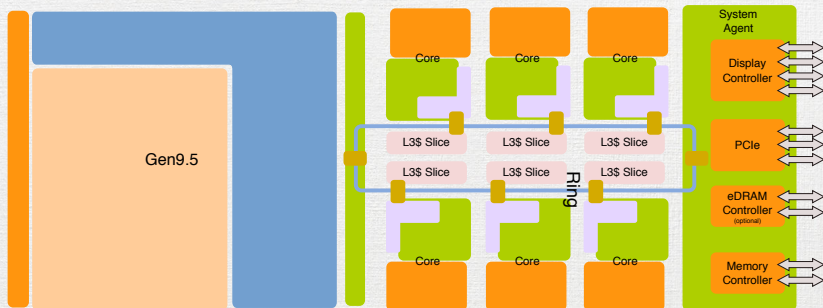 System
Agent
Core
Core
Core
Display
Controller
L3$ Slice
L3$ Slice
L3$ Slice
PCIe
Gen9.5
L3$ Slice
L3$ Slice
L3$ Slice
Ring
eDRAM
Controller
(optional)
Core
Core
Core
Memory
Controller